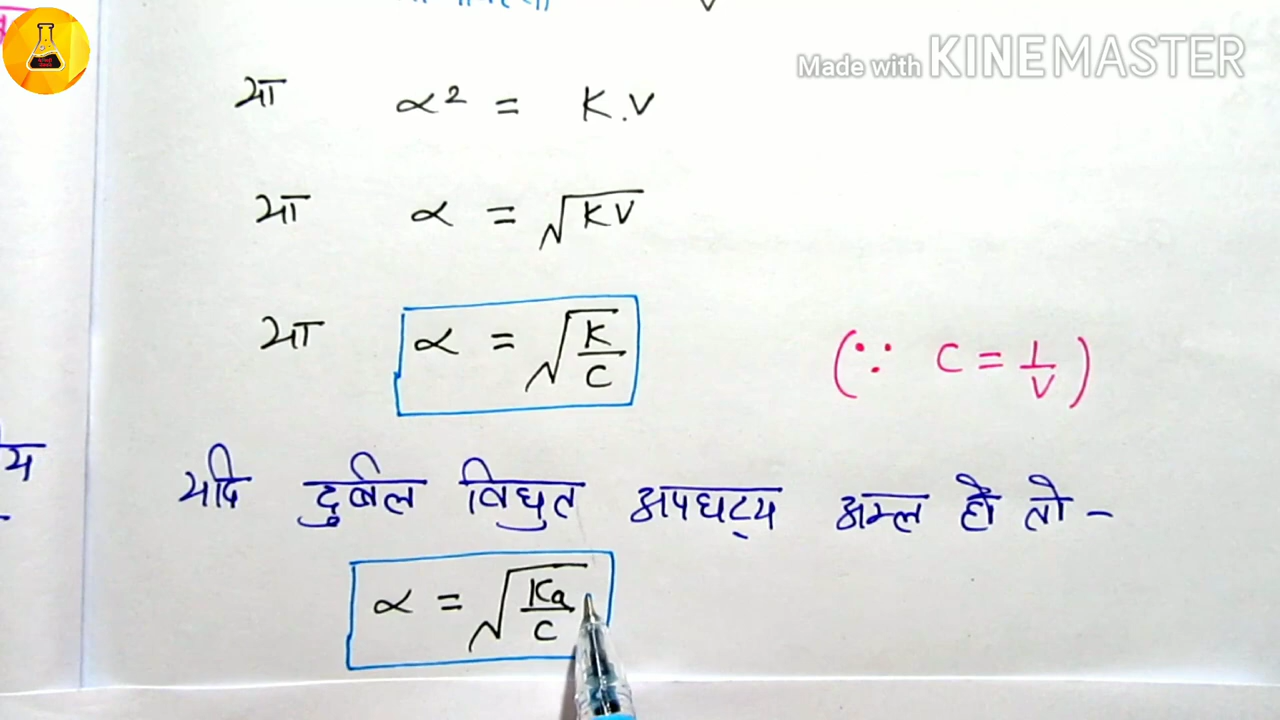 Made with KINEMASTER
या α² = K.V
या α = √KV
या α = √K/C (∵ C = 1/V)
यदि दुर्बल विधुत अपघट्य अम्ल हो तो -
α = √Ka/C